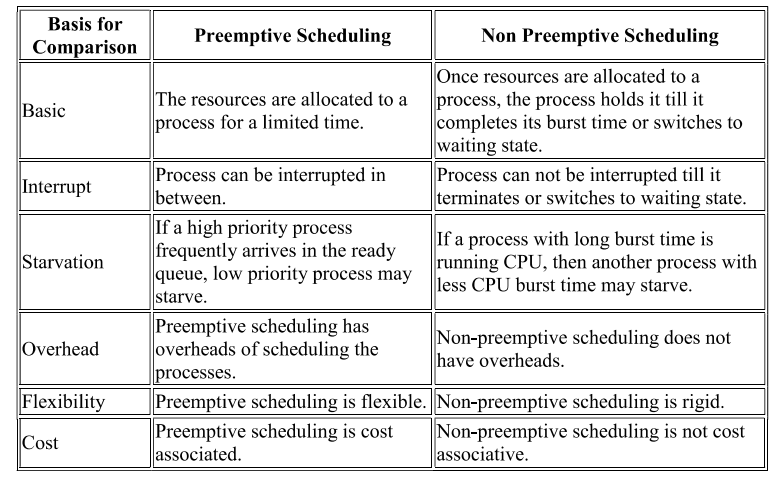 Basis for
Comparison
Preemptive Scheduling
Non Preemptive Scheduling
Basic
The resources are allocated to a
process for a limited time.
Once resources are allocated to a
process, the process holds it till it
completes its burst time or switches to
waiting state.
Interrupt
Process can be interrupted in
between.
Process can not be interrupted till it
terminates or switches to waiting state.
Starvation
If a high priority process
frequently arrives in the ready
queue, low priority process may
starve.
If a process with long burst time is
running CPU, then another process with
less CPU burst time may starve.
Overhead
Preemptive scheduling has
overheads of scheduling the
processes.
Non-preemptive scheduling does not
have overheads.
Flexibility
Preemptive scheduling is flexible.
Non-preemptive scheduling is rigid.
Cost
Preemptive scheduling is cost
associated.
Non-preemptive scheduling is not cost
associative.